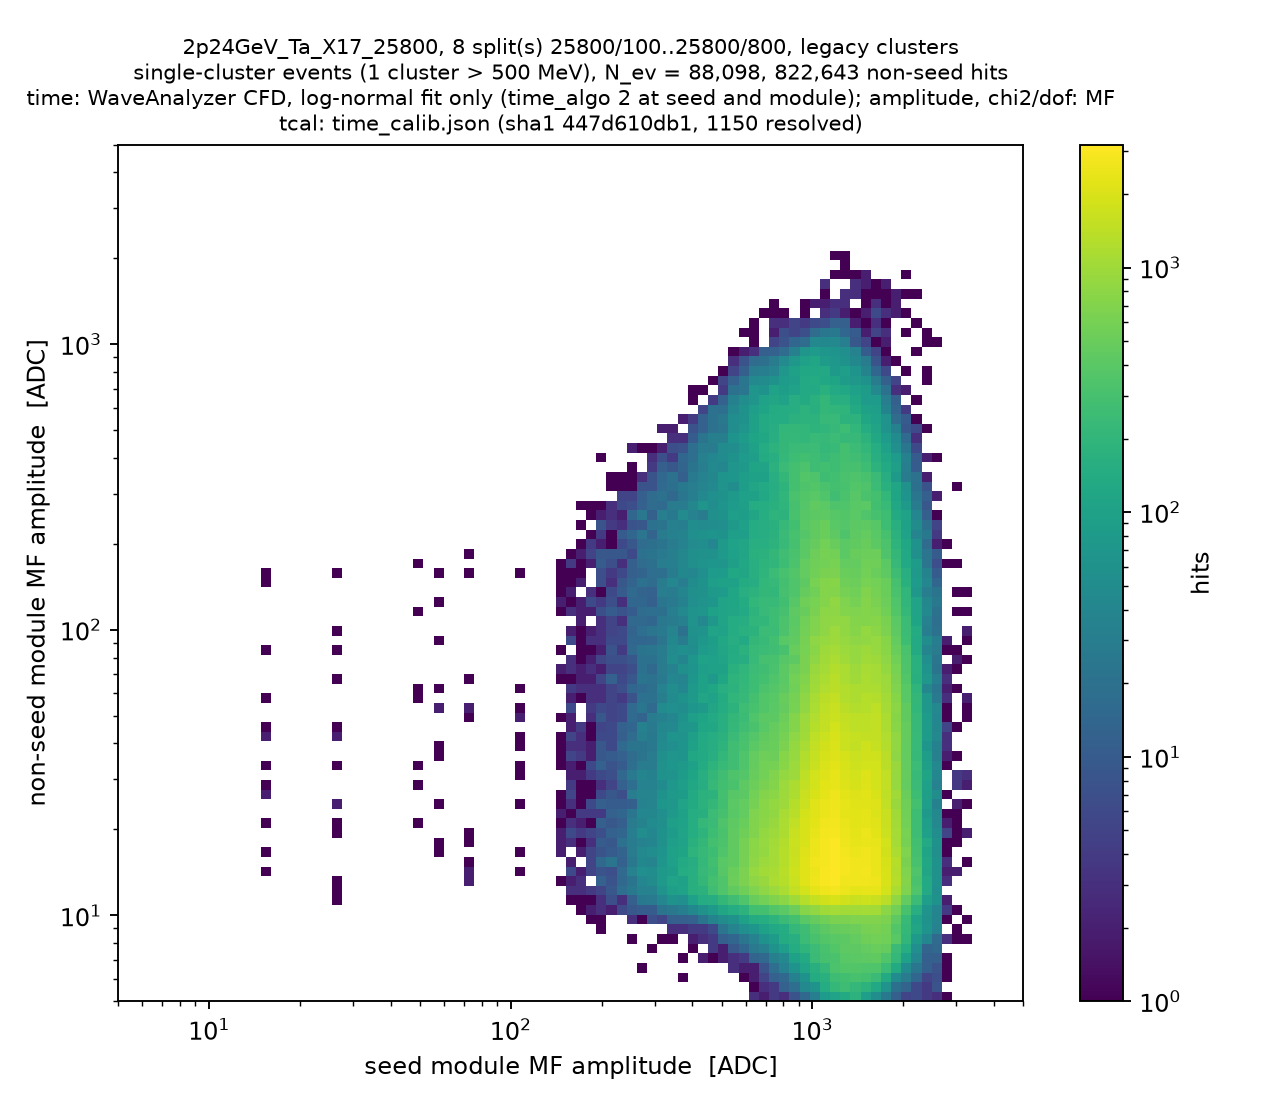 2p24GeV_Ta_X17_25800, 8 split(s) 25800/100..25800/800, legacy clusters
single-cluster events (1 cluster > 500 MeV), N_ev = 88,098, 822,643 non-seed hits
time: WaveAnalyzer CFD, log-normal fit only (time_algo 2 at seed and module); amplitude, chi2/dof: MF
tcal: time_calib.json (sha1 447d610db1, 1150 resolved)
non-seed module MF amplitude [ADC]
10³
10²
10¹
10¹ 10² 10³
seed module MF amplitude [ADC]
10³
10²
10¹
10⁰
hits